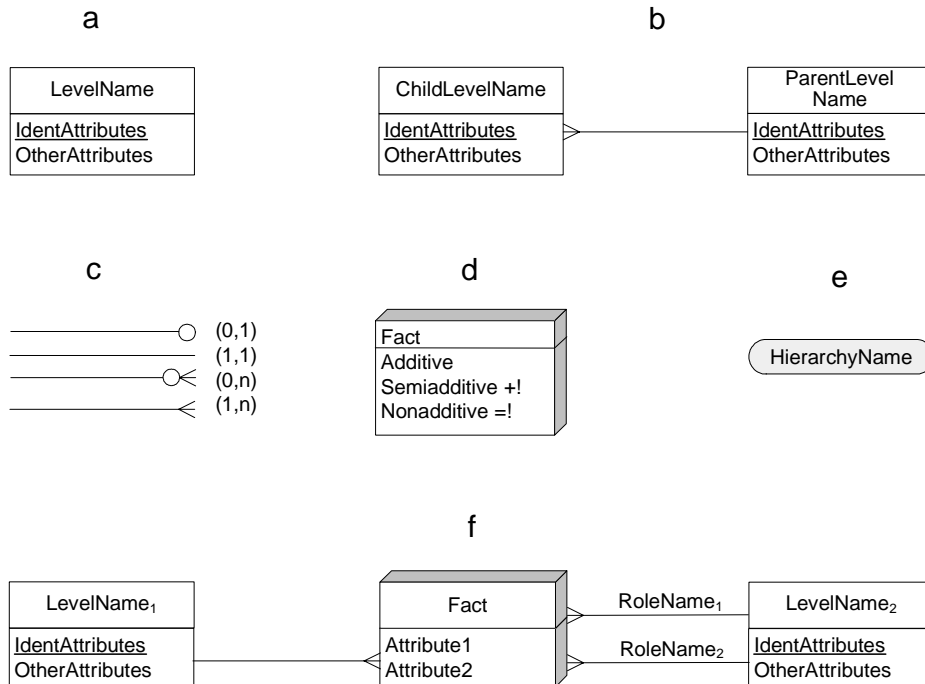 a
LevelName
IdentAttributes
OtherAttributes
b
ChildLevelName
IdentAttributes
OtherAttributes
ParentLevel
Name
IdentAttributes
OtherAttributes
c
(0,1)
(1,1)
(0,n)
(1,n)
d
Fact
Additive
Semiadditive +!
Nonadditive =!
e
HierarchyName
f
LevelName₁
IdentAttributes
OtherAttributes
Fact
Attribute1
Attribute2
RoleName₁
RoleName₂
LevelName₂
IdentAttributes
OtherAttributes